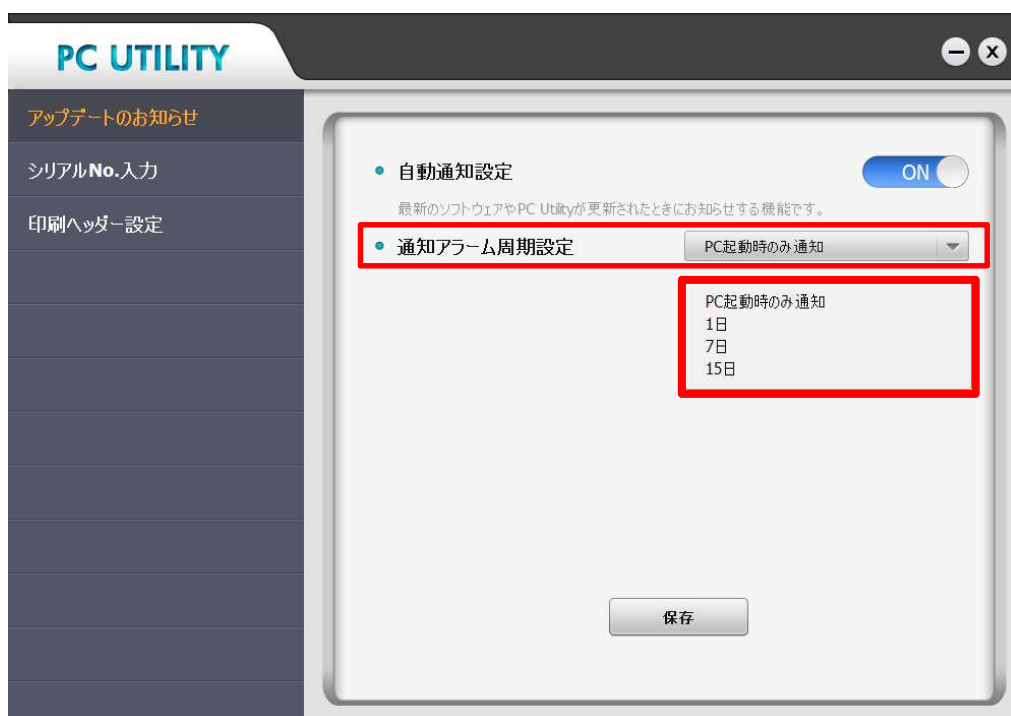 PC UTILITY
アップデートのお知らせ
シリアルNo.入力
印刷ヘッダー設定
自動通知設定
ON
最新のソフトウェアやPC Utilityが更新されたときにお知らせする機能です。
通知アラーム周期設定
PC起動時のみ通知
PC起動時のみ通知
1日
7日
15日
保存